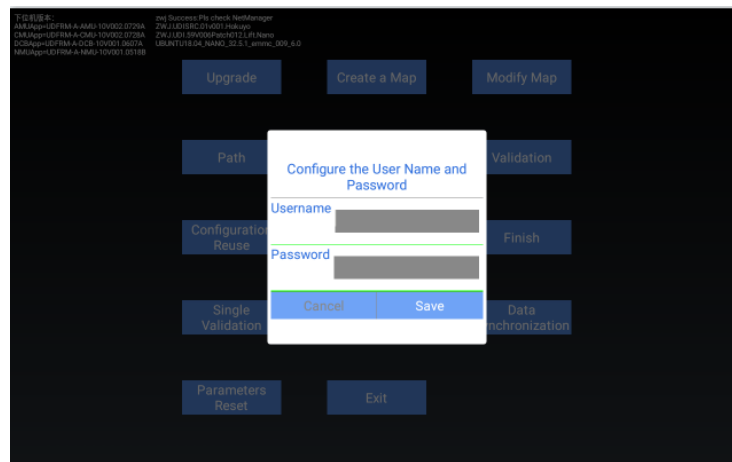 下位机版本:
AMUApp=UDFRM-A-AMU-10V002.0729A
CMUApp=UDFRM-A-CMU-10V002.0728A
DCBApp=UDFRM-A-DCB-10V001.0607A
NMUApp=UDFRM-A-NMU-10V001.0518B
zwj Success:Pls check NetManager
ZWJ.UDISRC.01v001.Hokuyo
ZWJ.UDI.59V006Patch012.Lift.Nano
UBUNTU18.04_NANO_32.5.1_emmc_009_6.0
Upgrade
Create a Map
Modify Map
Path
Validation
Configure the User Name and
Password
Username
Password
Cancel
Save
Configuration
Reuse
Finish
Single
Validation
Data
nchronization
Parameters
Reset
Exit